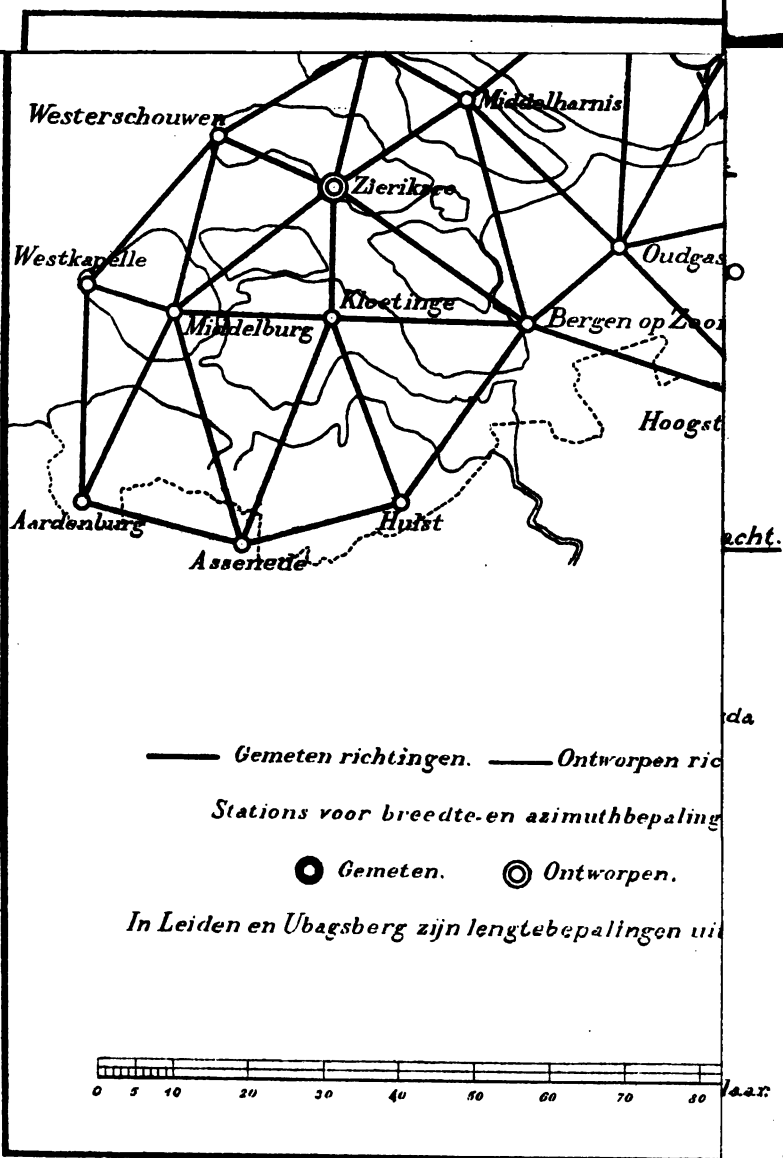 Middelharnis
Westerschouwen
Zieriksee
Westkapelle
Oudgas
Kloetinge
Middelburg
Bergen op Zoo
Hoogst
Aardenburg
Hulst
Assenede
acht.
da
Gemeten richtingen. Ontworpen ric
Stations voor breedte-en azimuthbepaling
Gemeten. Ontworpen.
In Leiden en Ubagsberg zijn lengtebepalingen uit
0 5 10 20 30 40 50 60 70 80
laar.